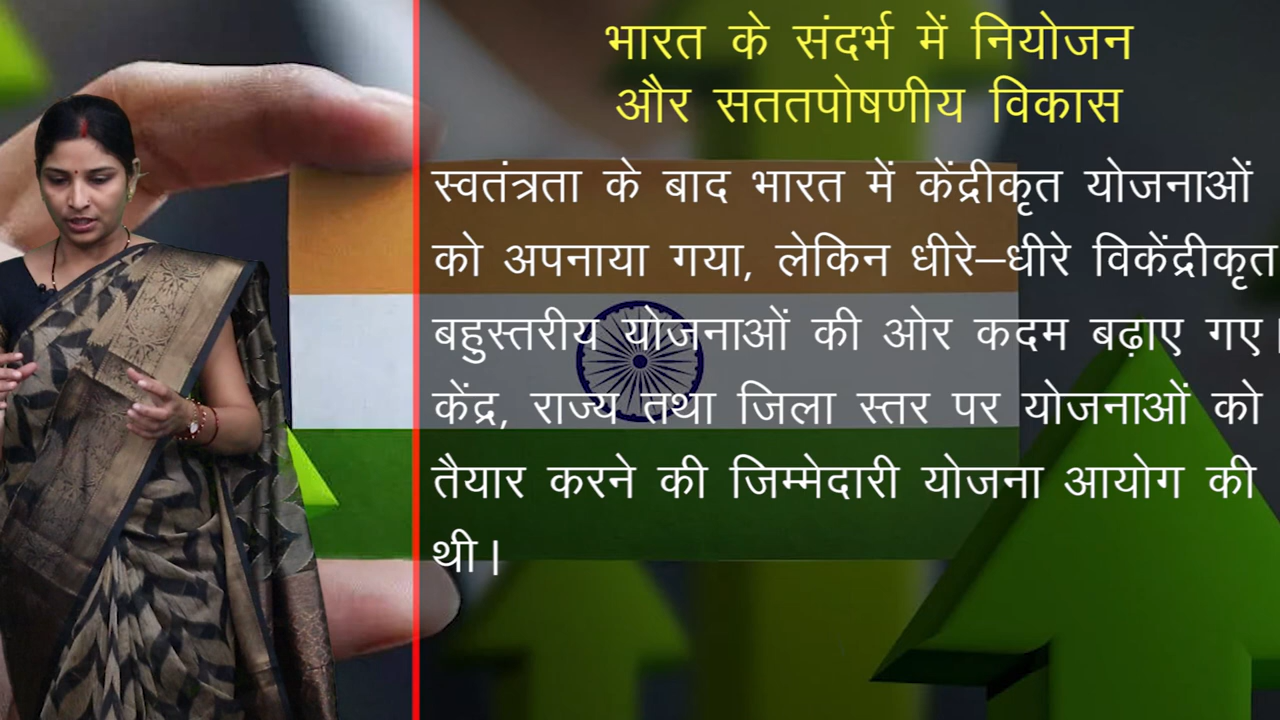 भारत के संदर्भ में नियोजन
और सततपोषणीय विकास
स्वतंत्रता के बाद भारत में केंद्रीकृत योजनाओं
को अपनाया गया, लेकिन धीरे–धीरे विकेंद्रीकृत
बहुस्तरीय योजनाओं की ओर कदम बढ़ाए गए।
केंद्र, राज्य तथा जिला स्तर पर योजनाओं को
तैयार करने की जिम्मेदारी योजना आयोग की
थी।